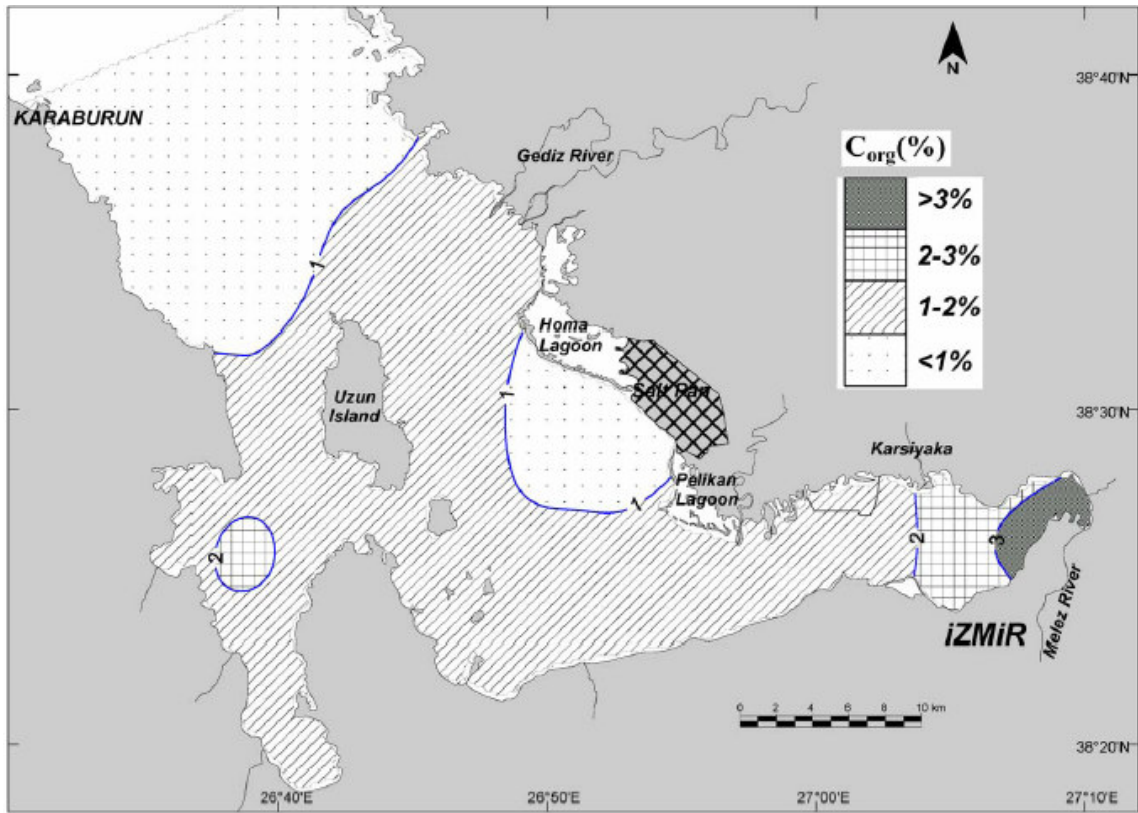 N
38°40'N
KARABURUN
Gediz River
C_org(%)
>3%
2-3%
1-2%
<1%
1
Homa
Lagoon
Salt Pan
Uzun
Island
1
38°30'N
Karsiyaka
Pelikan
Lagoon
1
2
2
3
iZMiR
Melez River
0 2 4 6 8 10 km
38°20'N
26°40'E
26°50'E
27°00'E
27°10'E